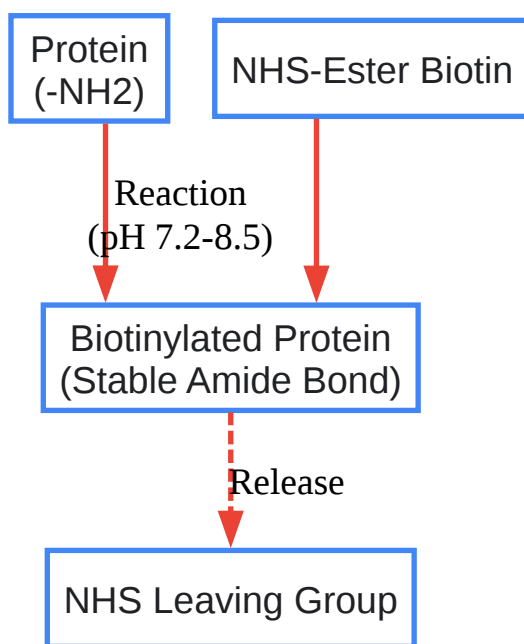 Protein
(-NH2)
NHS-Ester Biotin
Reaction
(pH 7.2-8.5)
Biotinylated Protein
(Stable Amide Bond)
Release
NHS Leaving Group